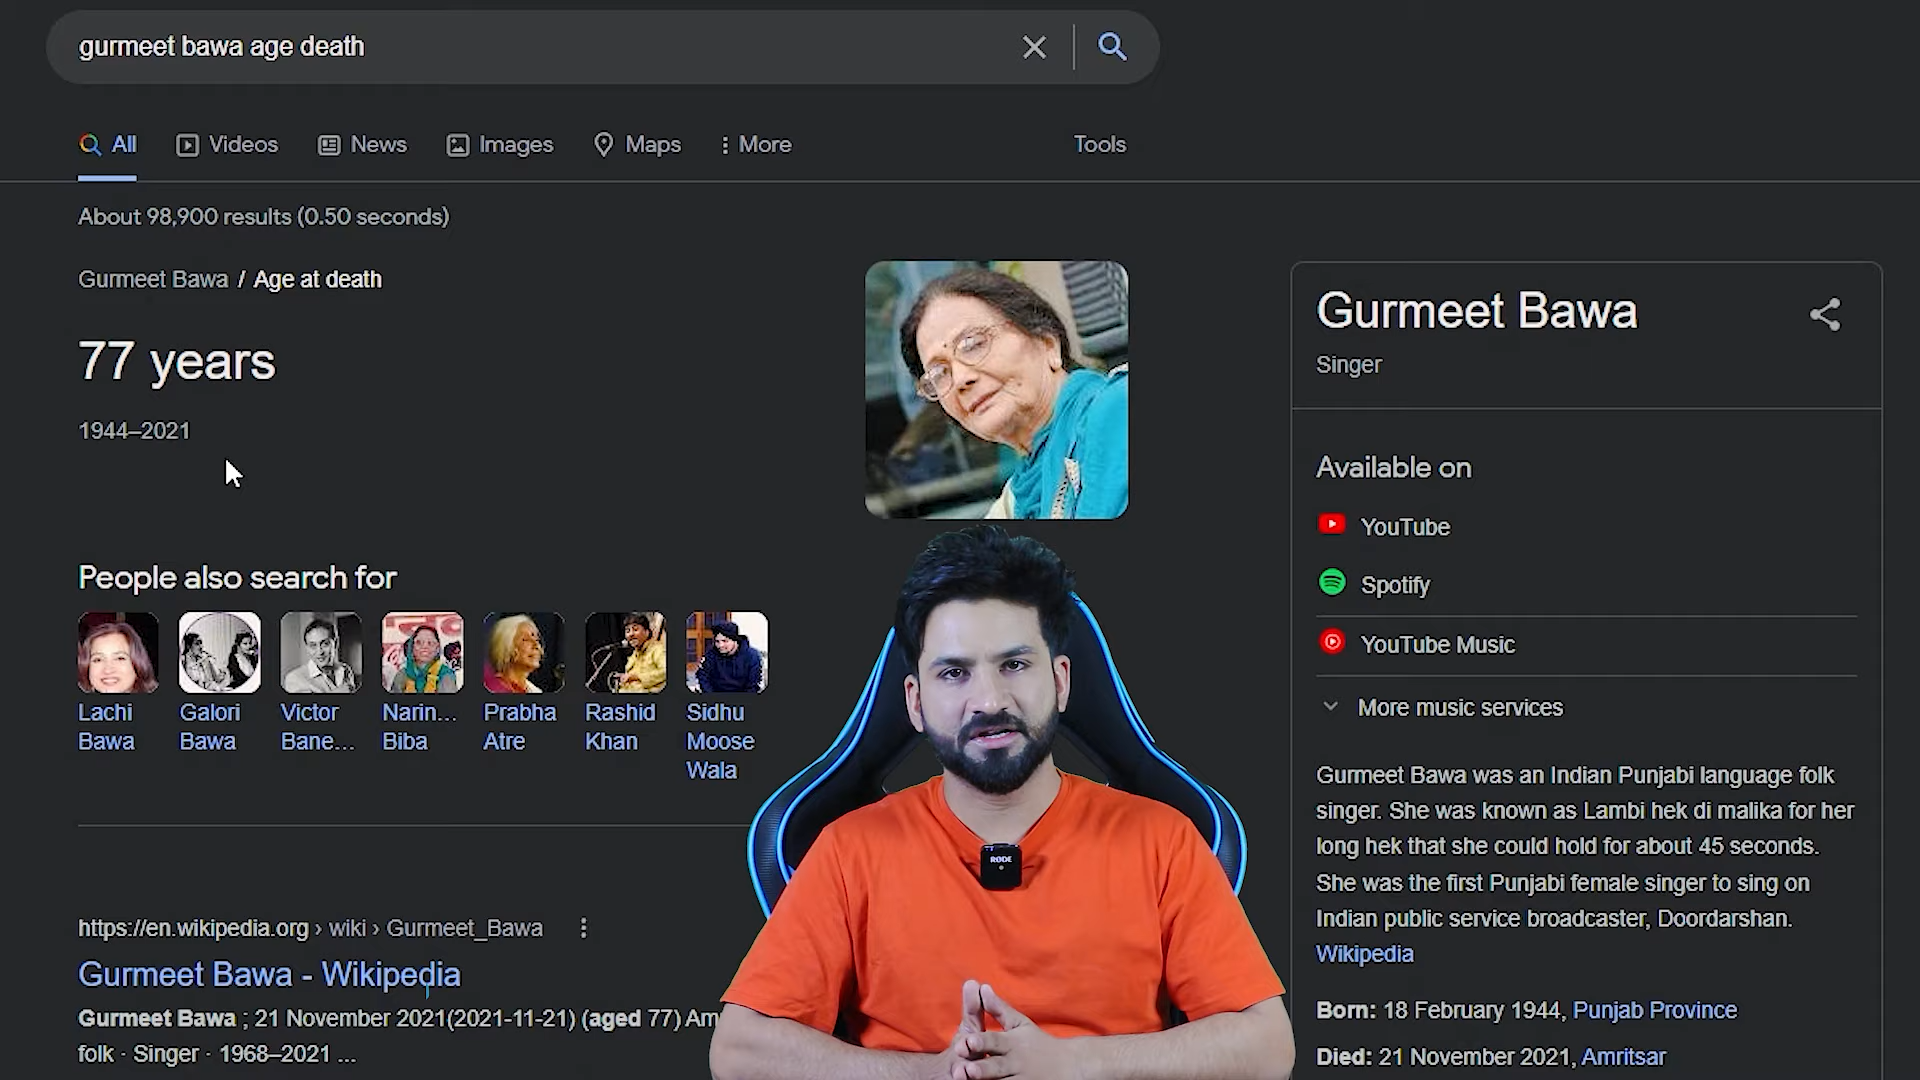 gurmeet bawa age death
All
Videos
News
Images
Maps
More
Tools
About 98,900 results (0.50 seconds)
Gurmeet Bawa / Age at death
77 years
1944–2021
People also search for
Lachi
Bawa
Galori
Bawa
Victor
Bane...
Narin...
Biba
Prabha
Atre
Rashid
Khan
Sidhu
Moose
Wala
https://en.wikipedia.org › wiki › Gurmeet_Bawa
Gurmeet Bawa - Wikipedia
Gurmeet Bawa ; 21 November 2021(2021-11-21) (aged 77) Am
folk · Singer · 1968–2021 ...
RODE
Gurmeet Bawa
Singer
Available on
YouTube
Spotify
YouTube Music
More music services
Gurmeet Bawa was an Indian Punjabi language folk
singer. She was known as Lambi hek di malika for her
long hek that she could hold for about 45 seconds.
She was the first Punjabi female singer to sing on
Indian public service broadcaster, Doordarshan.
Wikipedia
Born: 18 February 1944, Punjab Province
Died: 21 November 2021, Amritsar